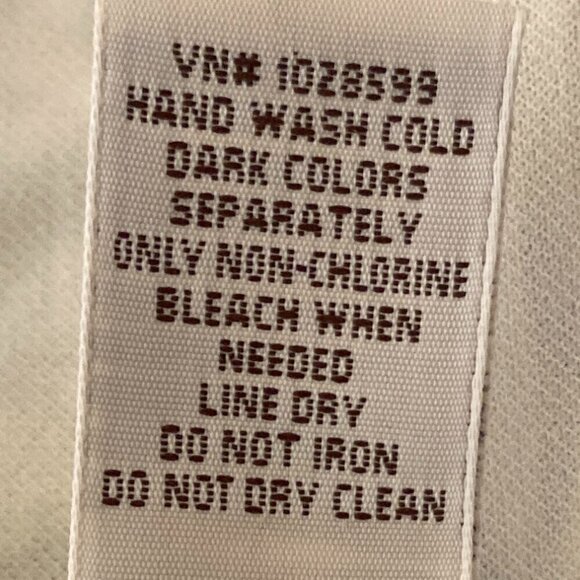 VN# 1028599
HAND WASH COLD
DARK COLORS
SEPARATELY
ONLY NON-CHLORINE
BLEACH WHEN
NEEDED
LINE DRY
DO NOT IRON
DO NOT DRY CLEAN